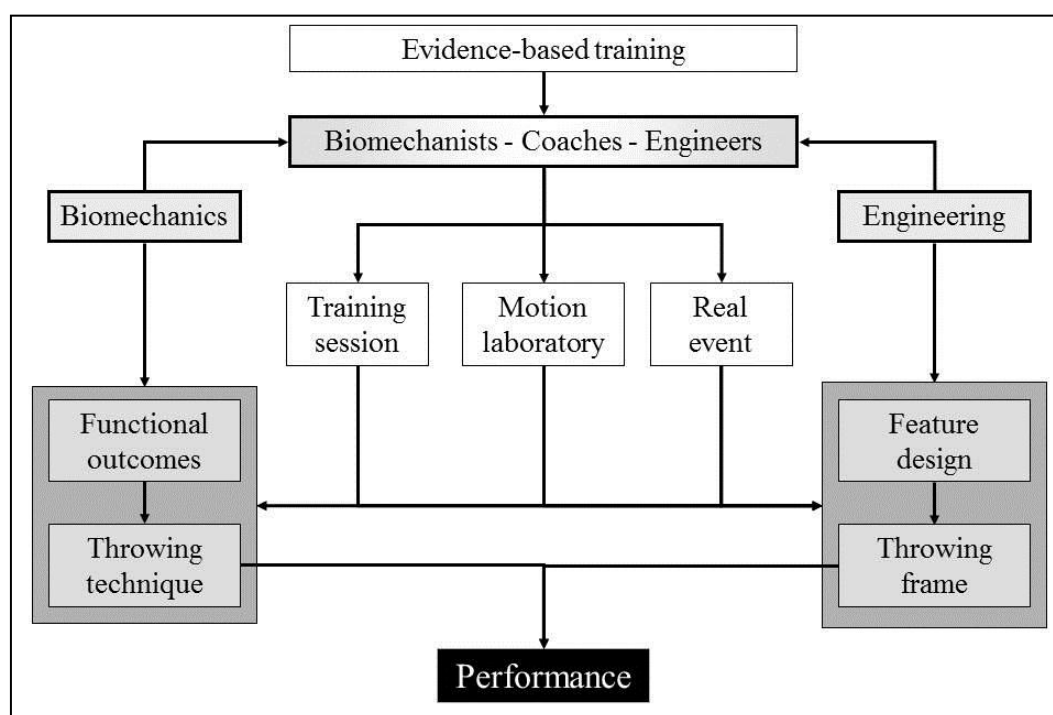 Evidence-based training
Biomechanists - Coaches - Engineers
Biomechanics
Engineering
Training
session
Motion
laboratory
Real
event
Functional
outcomes
Feature
design
Throwing
technique
Throwing
frame
Performance